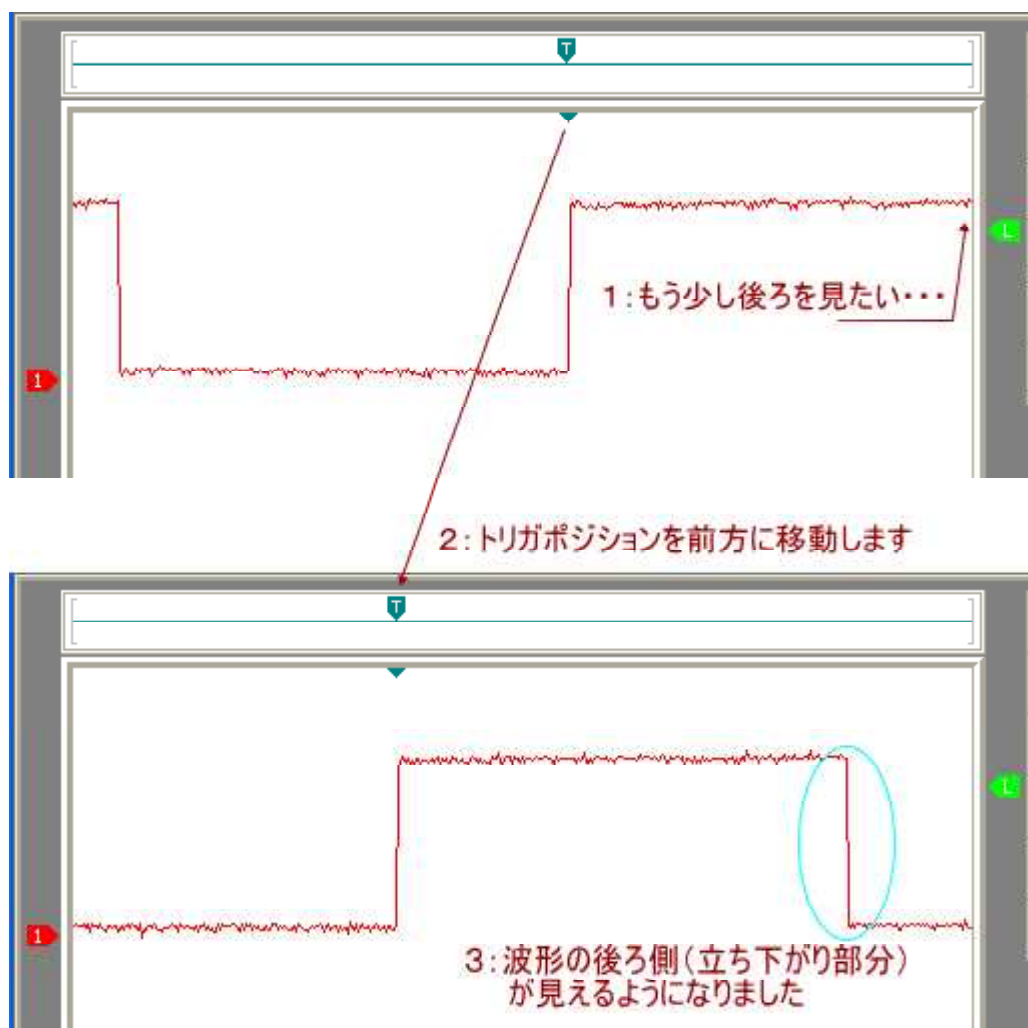 T
L
1:もう少し後ろを見たい・・・
1
2:トリガポジションを前方に移動します
T
L
1
3:波形の後ろ側(立ち下がり部分)
が見えるようになりました